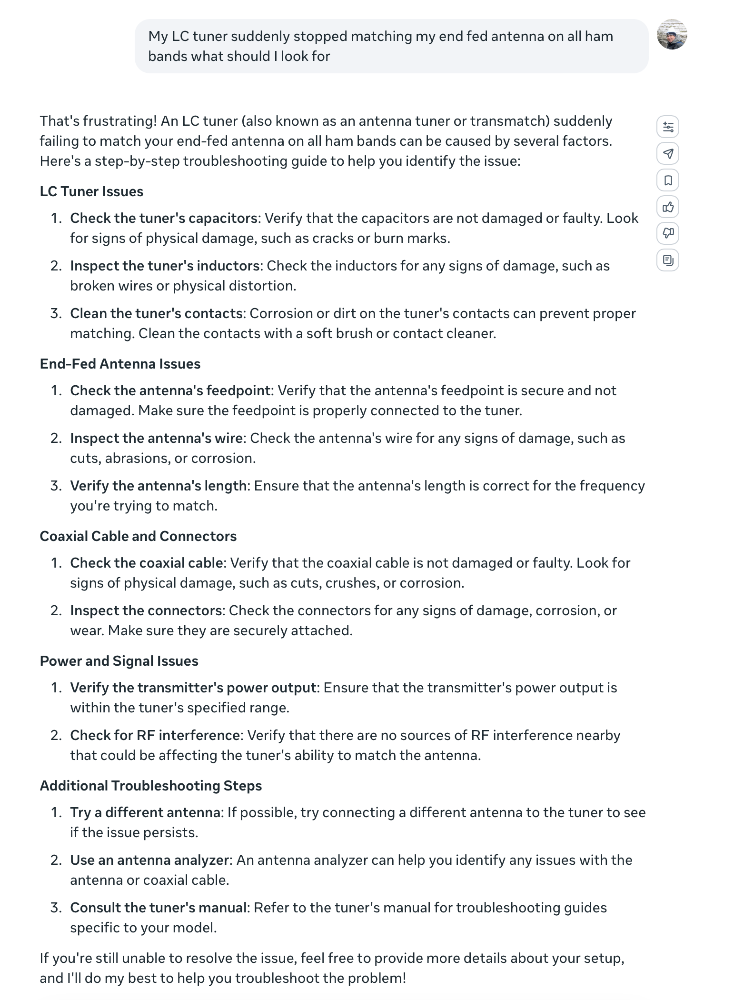 My LC tuner suddenly stopped matching my end fed antenna on all ham
bands what should I look for
That's frustrating! An LC tuner (also known as an antenna tuner or transmatch) suddenly
failing to match your end-fed antenna on all ham bands can be caused by several factors.
Here's a step-by-step troubleshooting guide to help you identify the issue:
LC Tuner Issues
1. Check the tuner's capacitors: Verify that the capacitors are not damaged or faulty. Look
for signs of physical damage, such as cracks or burn marks.
2. Inspect the tuner's inductors: Check the inductors for any signs of damage, such as
broken wires or physical distortion.
3. Clean the tuner's contacts: Corrosion or dirt on the tuner's contacts can prevent proper
matching. Clean the contacts with a soft brush or contact cleaner.
End-Fed Antenna Issues
1. Check the antenna's feedpoint: Verify that the antenna's feedpoint is secure and not
damaged. Make sure the feedpoint is properly connected to the tuner.
2. Inspect the antenna's wire: Check the antenna's wire for any signs of damage, such as
cuts, abrasions, or corrosion.
3. Verify the antenna's length: Ensure that the antenna's length is correct for the frequency
you're trying to match.
Coaxial Cable and Connectors
1. Check the coaxial cable: Verify that the coaxial cable is not damaged or faulty. Look for
signs of physical damage, such as cuts, crushes, or corrosion.
2. Inspect the connectors: Check the connectors for any signs of damage, corrosion, or
wear. Make sure they are securely attached.
Power and Signal Issues
1. Verify the transmitter's power output: Ensure that the transmitter's power output is
within the tuner's specified range.
2. Check for RF interference: Verify that there are no sources of RF interference nearby
that could be affecting the tuner's ability to match the antenna.
Additional Troubleshooting Steps
1. Try a different antenna: If possible, try connecting a different antenna to the tuner to see
if the issue persists.
2. Use an antenna analyzer: An antenna analyzer can help you identify any issues with the
antenna or coaxial cable.
3. Consult the tuner's manual: Refer to the tuner's manual for troubleshooting guides
specific to your model.
If you're still unable to resolve the issue, feel free to provide more details about your setup,
and I'll do my best to help you troubleshoot the problem!